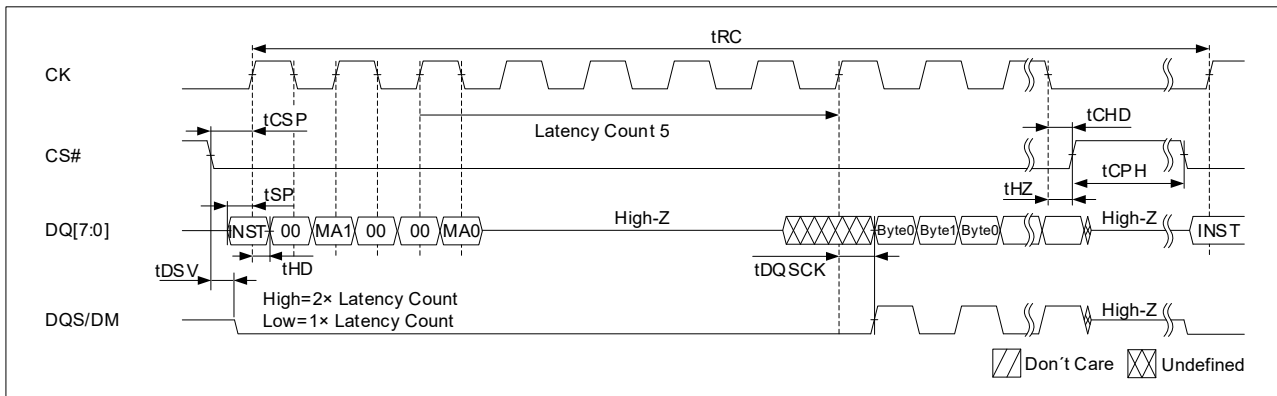 tRC
CK
tCSP
Latency Count 5
tCHD
CS#
tSP
tHZ
tCPH
DQ[7:0]
INST 00 MA1 00 00 MA0 High-Z Byte0 Byte1 Byte0 High-Z INST
tDSV
tHD
tDQSCK
High=2× Latency Count
Low=1× Latency Count
DQS/DM
High-Z
Don´t Care
Undefined